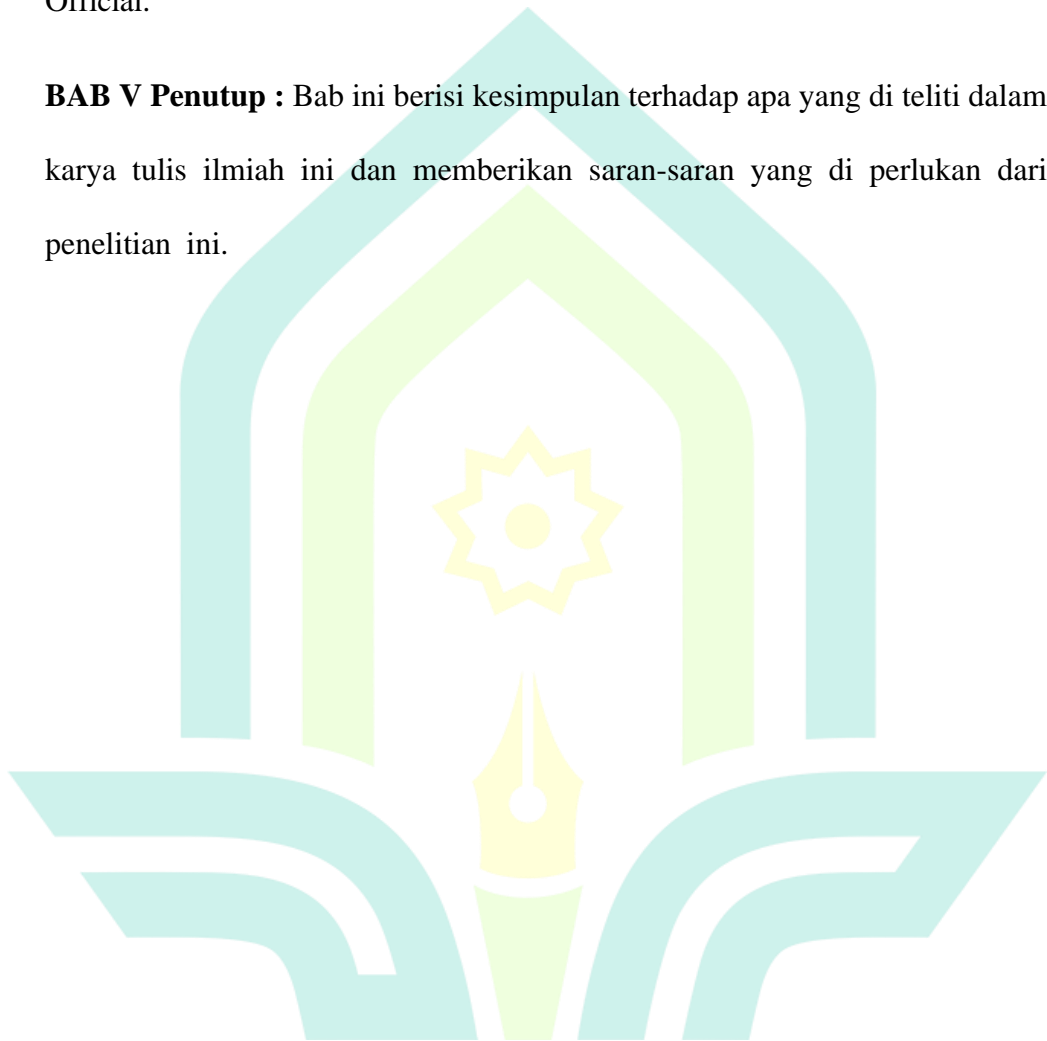 Official.
BAB V Penutup : Bab ini berisi kesimpulan terhadap apa yang di teliti dalam
karya tulis ilmiah ini dan memberikan saran-saran yang di perlukan dari
penelitian ini.